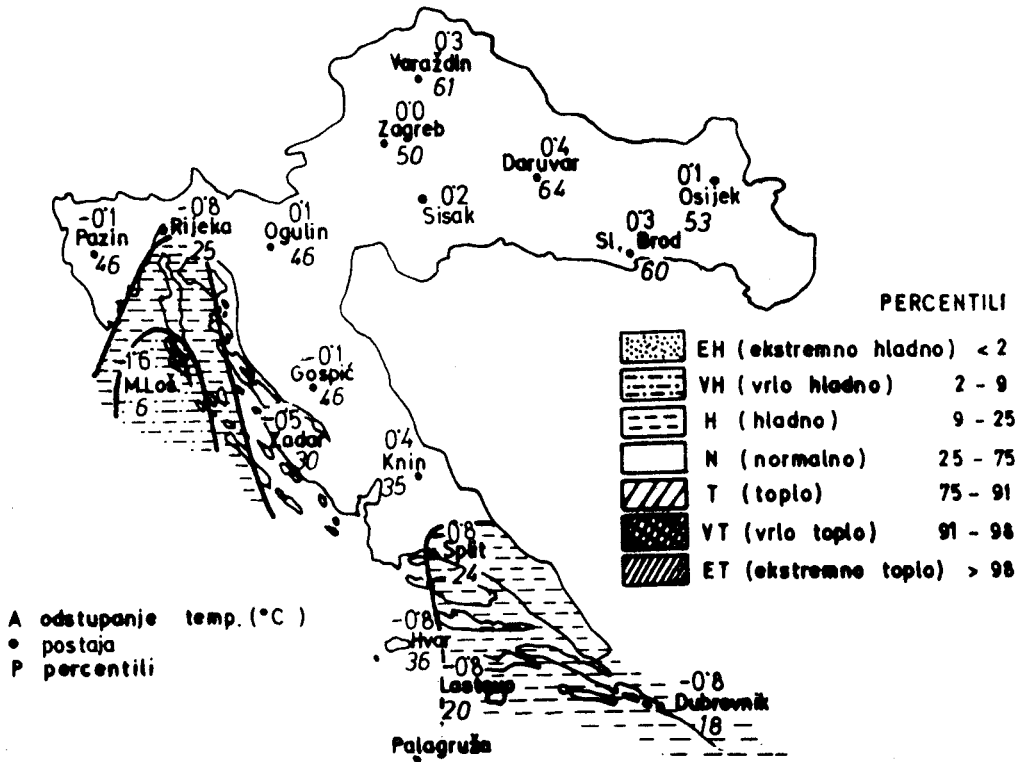 0.3
Varaždin
61
0.0
Zagreb
50
0.4
Daruvar
64
0.1
Osijek
53
0.2
Sisak
0.3
Sl. Brod
60
-0.1
Pazin
46
-0.8
Rijeka
25
0.1
Ogulin
46
-1.6
M.Loš.
6
-0.1
Gospić
46
-0.5
Zadar
30
0.4
Knin
35
-0.8
Split
24
-0.8
Hvar
36
-0.8
Lastovo
20
-0.8
Dubrovnik
18
Palagruža
PERCENTILI
EH (ekstremno hladno) < 2
VH (vrlo hladno) 2 - 9
H (hladno) 9 - 25
N (normalno) 25 - 75
T (toplo) 75 - 91
VT (vrlo toplo) 91 - 98
ET (ekstremno toplo) > 98
A odstupanje temp. (°C )
• postaja
P percentili